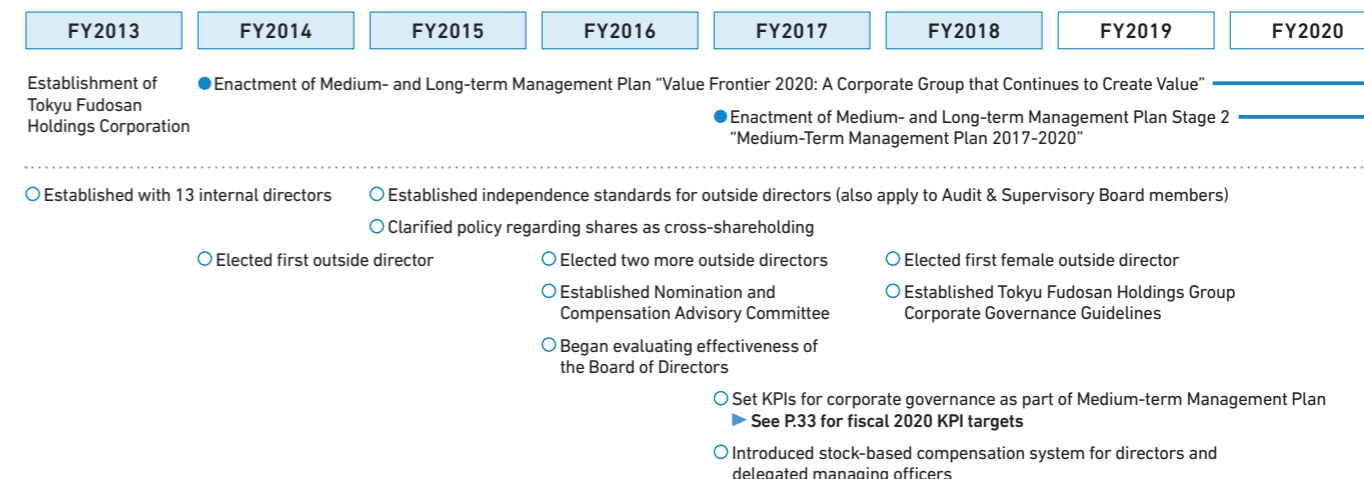 FY2013 FY2014 FY2015 FY2016 FY2017 FY2018 FY2019 FY2020
Establishment of
Tokyu Fudosan
Holdings Corporation
Enactment of Medium- and Long-term Management Plan “Value Frontier 2020: A Corporate Group that Continues to Create Value”
Enactment of Medium- and Long-term Management Plan Stage 2
“Medium-Term Management Plan 2017-2020”
Established with 13 internal directors
Established independence standards for outside directors (also apply to Audit & Supervisory Board members)
Clarified policy regarding shares as cross-shareholding
Elected first outside director
Elected two more outside directors
Elected first female outside director
Established Nomination and
Compensation Advisory Committee
Established Tokyu Fudosan Holdings Group
Corporate Governance Guidelines
Began evaluating effectiveness of
the Board of Directors
Set KPIs for corporate governance as part of Medium-term Management Plan
▶ See P.33 for fiscal 2020 KPI targets
Introduced stock-based compensation system for directors and
delegated managing officers